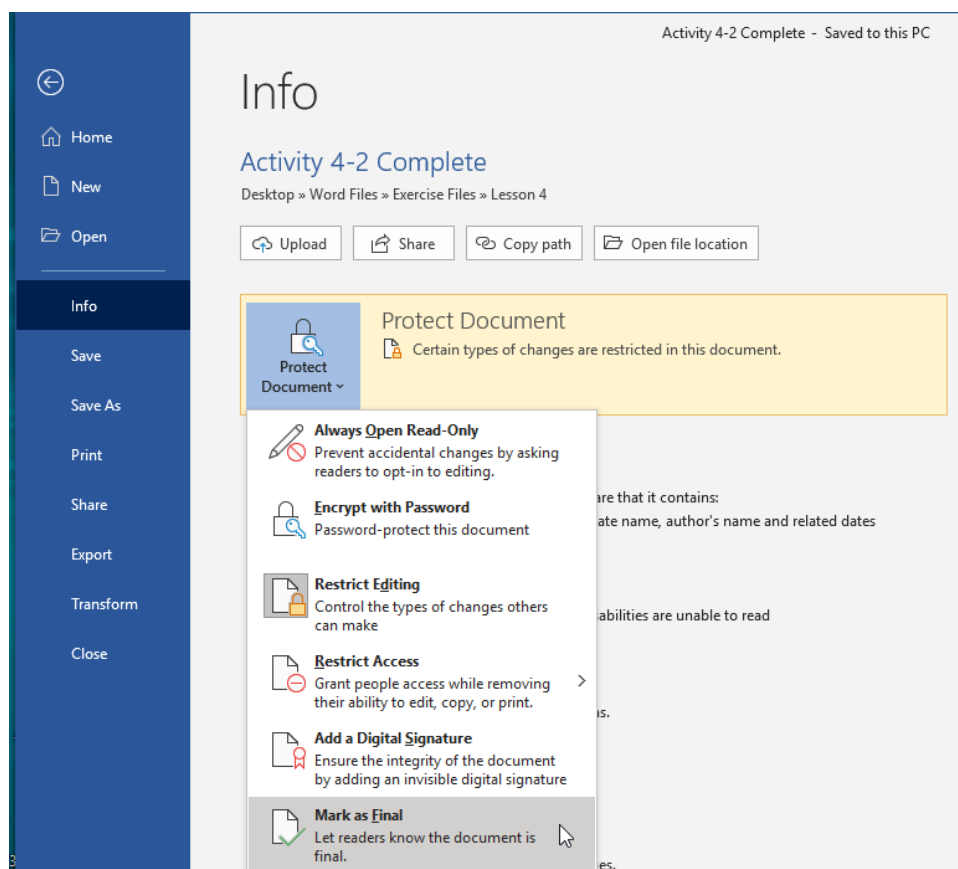 Activity 4-2 Complete - Saved to this PC
Info
Home
New
Open
Info
Save
Save As
Print
Share
Export
Transform
Close
Activity 4-2 Complete
Desktop » Word Files » Exercise Files » Lesson 4
Upload
Share
Copy path
Open file location
Protect Document
Protect Document
Certain types of changes are restricted in this document.
Always Open Read-Only
Prevent accidental changes by asking
readers to opt-in to editing.
Encrypt with Password
Password-protect this document
Restrict Editing
Control the types of changes others
can make
Restrict Access
Grant people access while removing
their ability to edit, copy, or print.
Add a Digital Signature
Ensure the integrity of the document
by adding an invisible digital signature
Mark as Final
Let readers know the document is
final.
are that it contains:
ate name, author's name and related dates
abilities are unable to read
ns.
es.
3